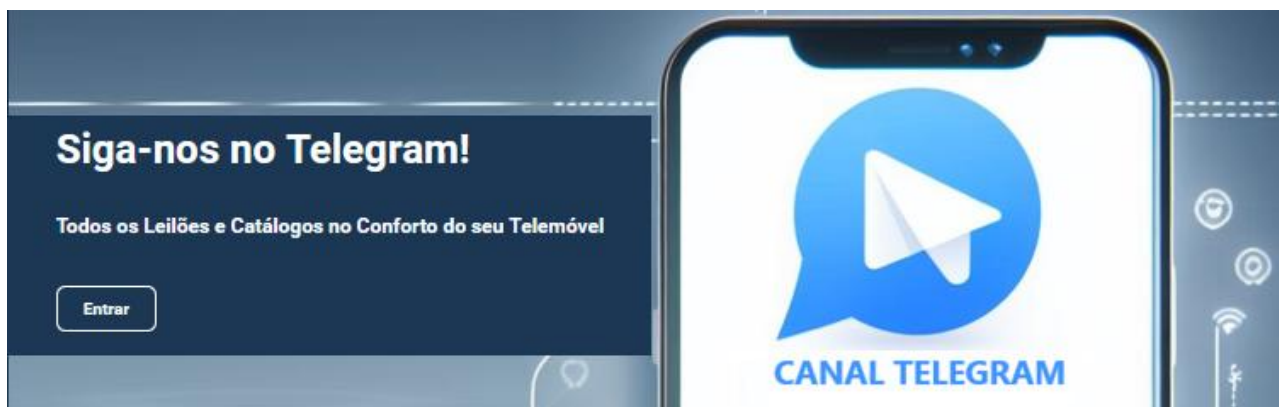 Siga-nos no Telegram!
Todos os Leilões e Catálogos no Conforto do seu Telemóvel
Entrar
CANAL TELEGRAM